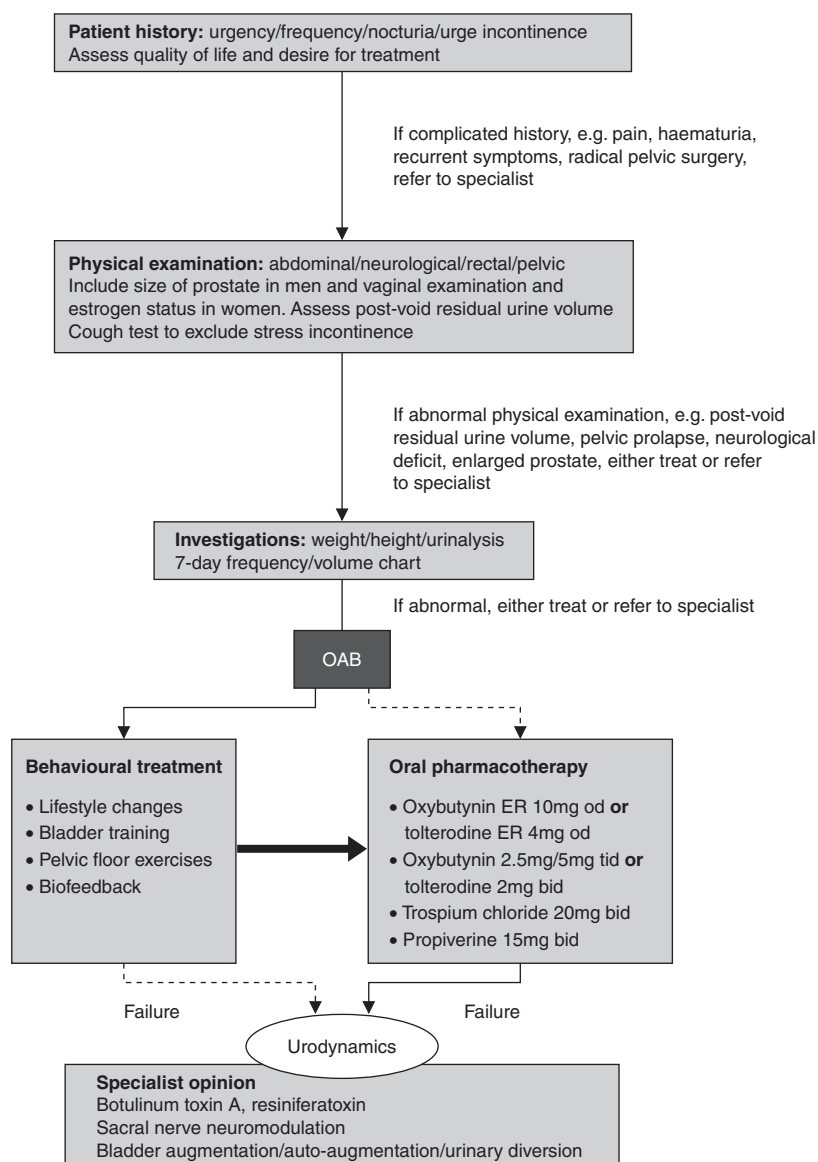 Patient history: urgency/frequency/nocturia/urge incontinence
Assess quality of life and desire for treatment
If complicated history, e.g. pain, haematuria,
recurrent symptoms, radical pelvic surgery,
refer to specialist
Physical examination: abdominal/neurological/rectal/pelvic
Include size of prostate in men and vaginal examination and
estrogen status in women. Assess post-void residual urine volume
Cough test to exclude stress incontinence
If abnormal physical examination, e.g. post-void
residual urine volume, pelvic prolapse, neurological
deficit, enlarged prostate, either treat or refer
to specialist
Investigations: weight/height/urinalysis
7-day frequency/volume chart
If abnormal, either treat or refer to specialist
OAB
Behavioural treatment
• Lifestyle changes
• Bladder training
• Pelvic floor exercises
• Biofeedback
Oral pharmacotherapy
• Oxybutynin ER 10mg od or
tolterodine ER 4mg od
• Oxybutynin 2.5mg/5mg tid or
tolterodine 2mg bid
• Trospium chloride 20mg bid
• Propiverine 15mg bid
Failure
Failure
Urodynamics
Specialist opinion
Botulinum toxin A, resiniferatoxin
Sacral nerve neuromodulation
Bladder augmentation/auto-augmentation/urinary diversion